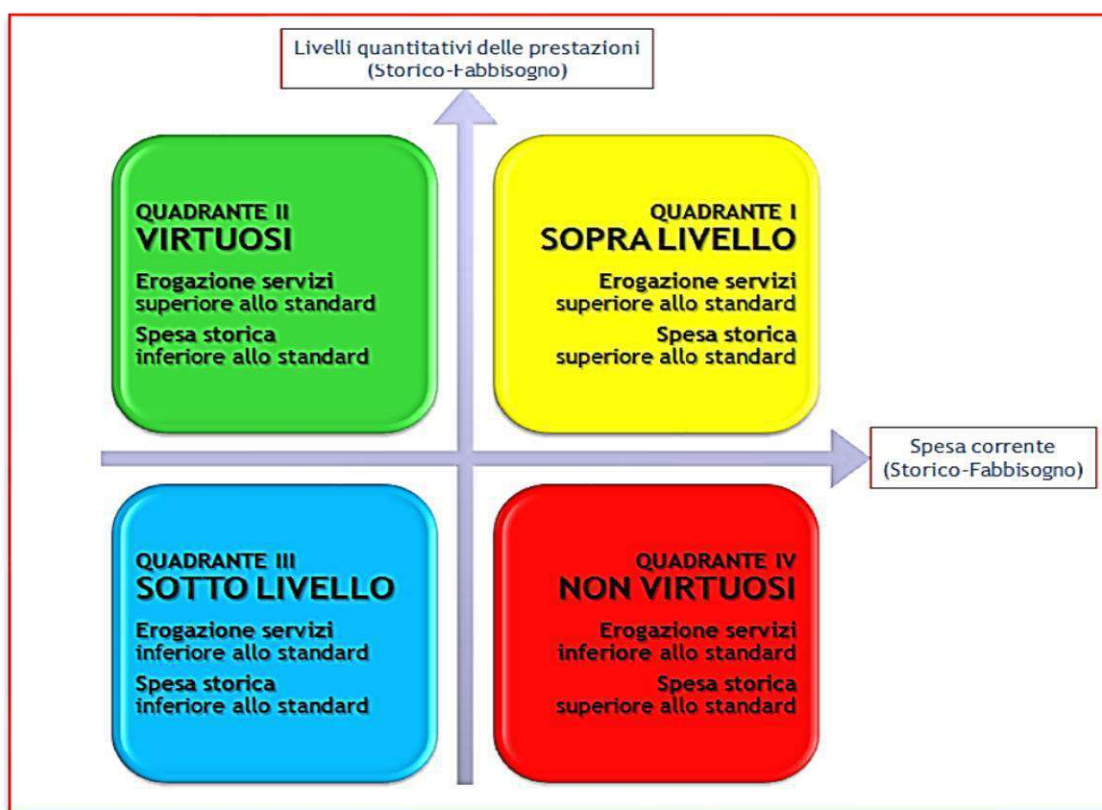 Livelli quantitativi delle prestazioni
(Storico-Fabbisogno)
QUADRANTE II
VIRTUOSI
Erogazione servizi
superiore allo standard
Spesa storica
inferiore allo standard
QUADRANTE I
SOPRA LIVELLO
Erogazione servizi
superiore allo standard
Spesa storica
superiore allo standard
Spesa corrente
(Storico-Fabbisogno)
QUADRANTE III
SOTTO LIVELLO
Erogazione servizi
inferiore allo standard
Spesa storica
inferiore allo standard
QUADRANTE IV
NON VIRTUOSI
Erogazione servizi
inferiore allo standard
Spesa storica
superiore allo standard